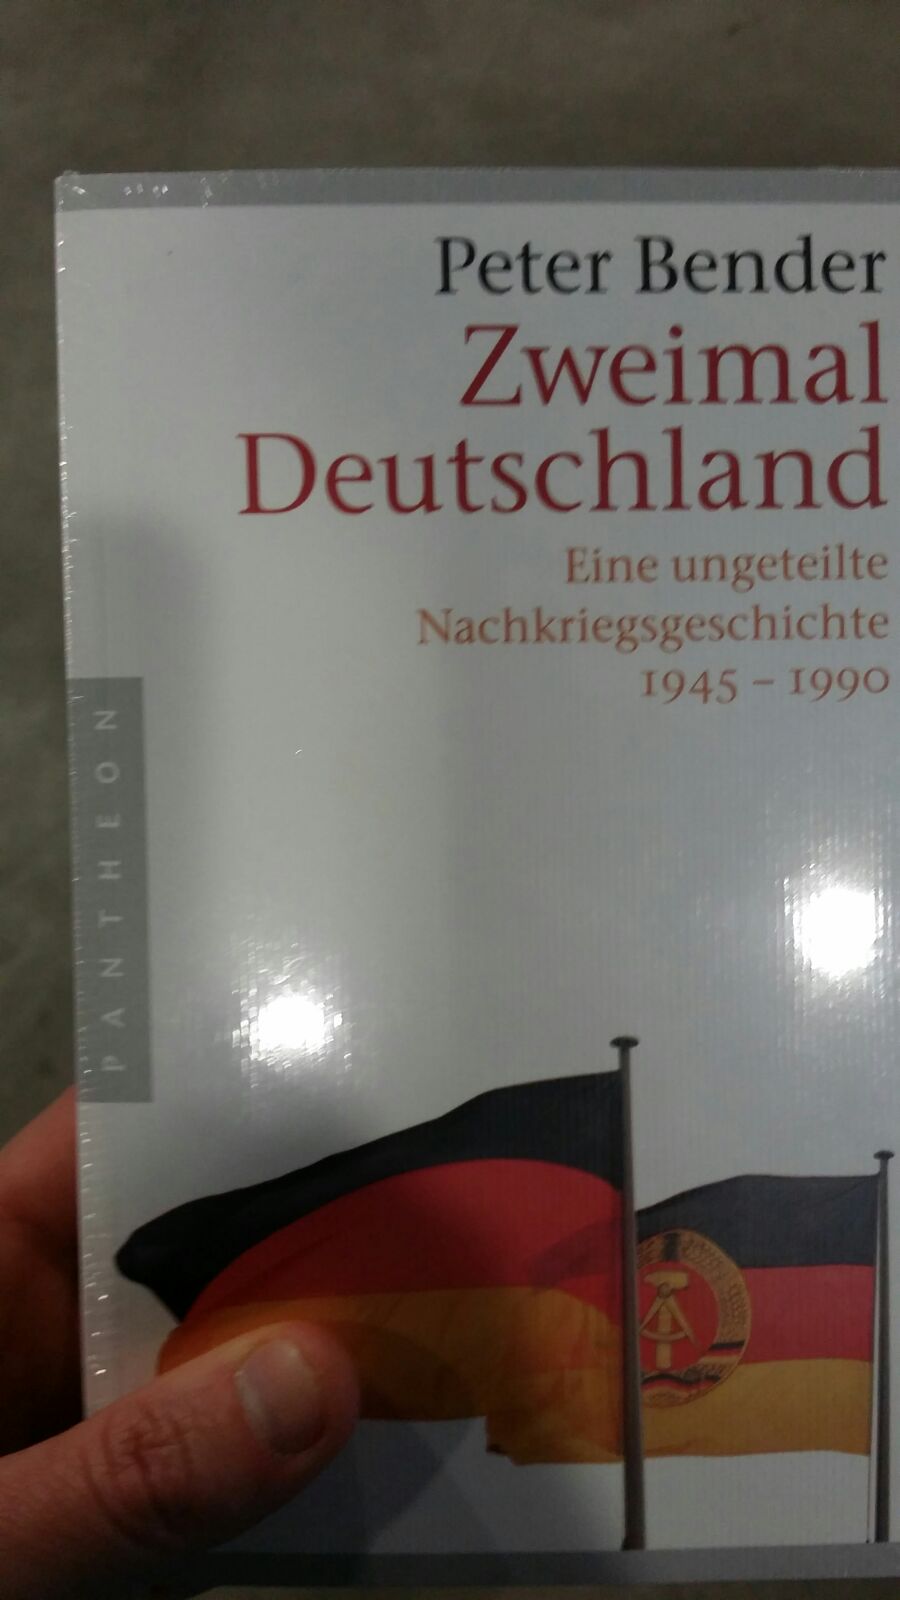 Peter Bender
Zweimal
Deutschland
Eine ungeteilte
Nachkriegsgeschichte
1945 – 1990
PANTHEON